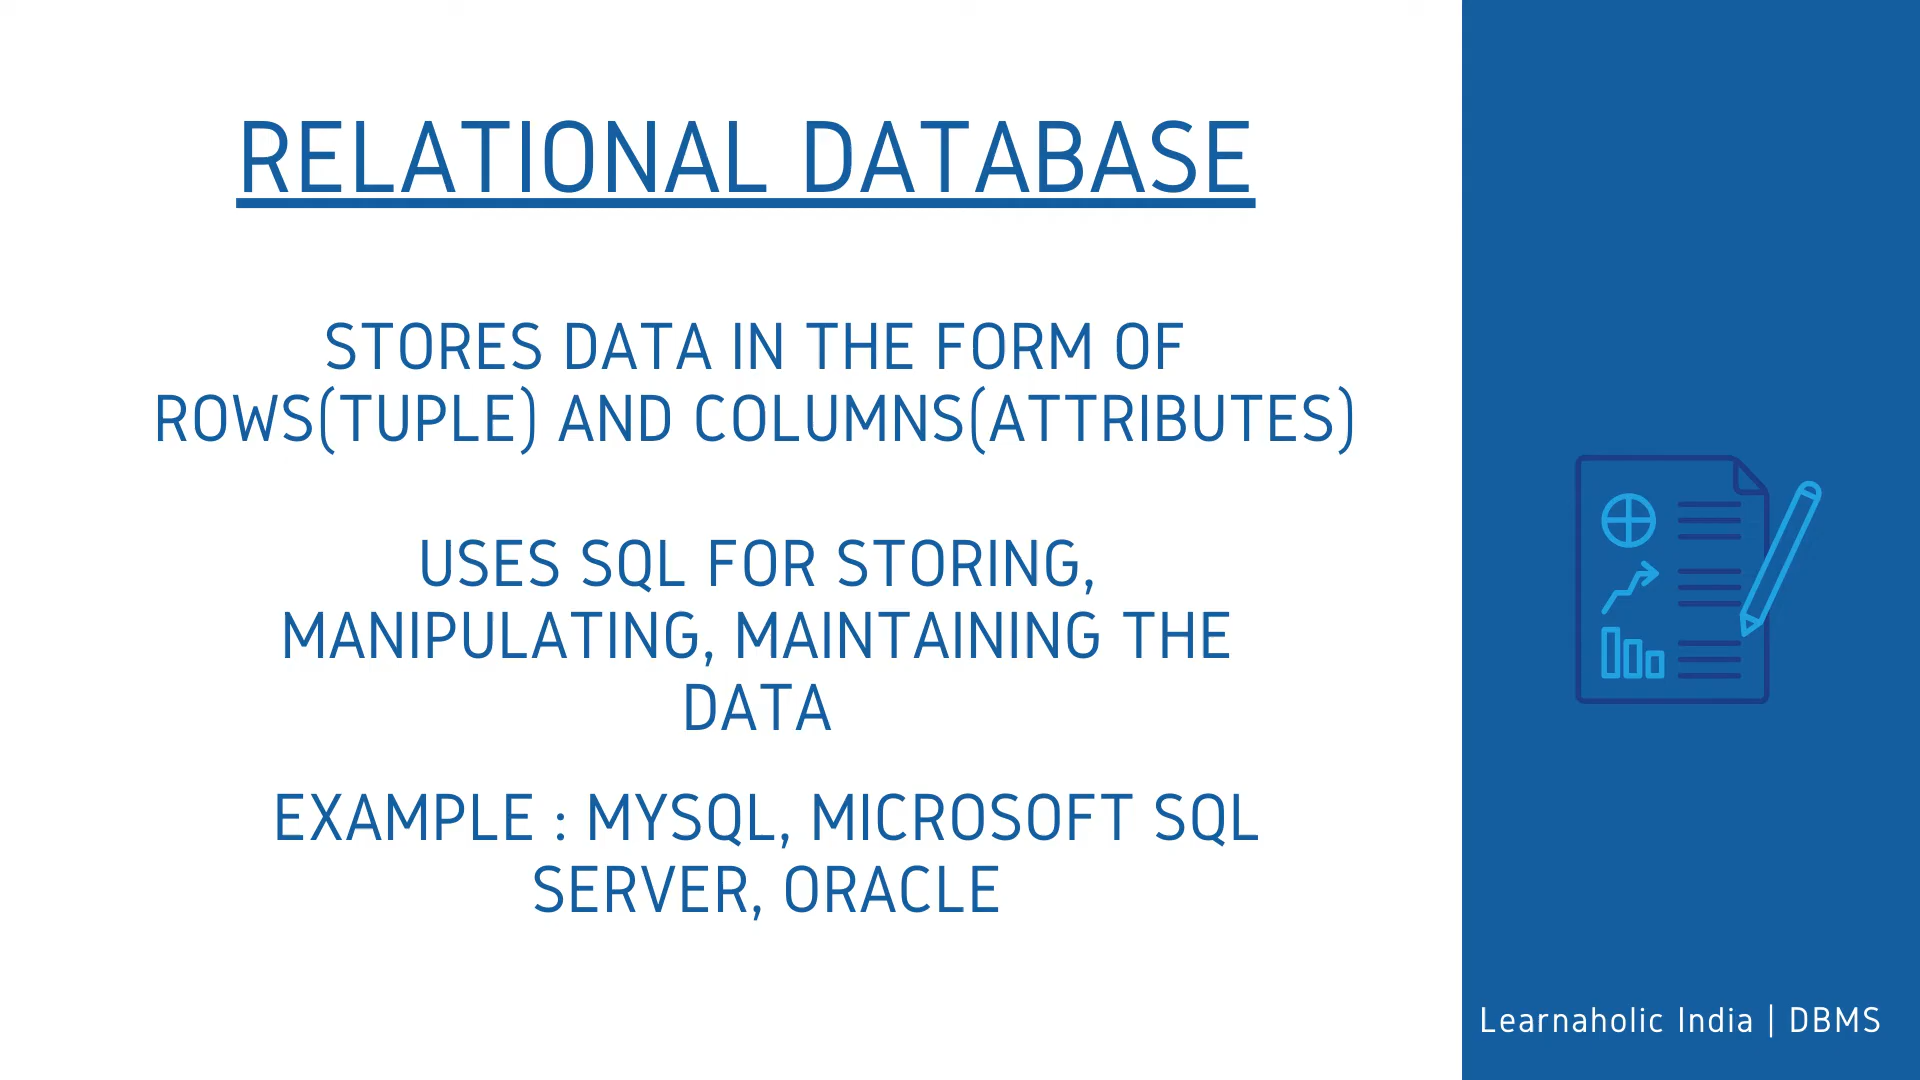 RELATIONAL DATABASE
STORES DATA IN THE FORM OF
ROWS(TUPLE) AND COLUMNS(ATTRIBUTES)
USES SQL FOR STORING,
MANIPULATING, MAINTAINING THE
DATA
EXAMPLE : MYSQL, MICROSOFT SQL
SERVER, ORACLE
Learnaholic India | DBMS